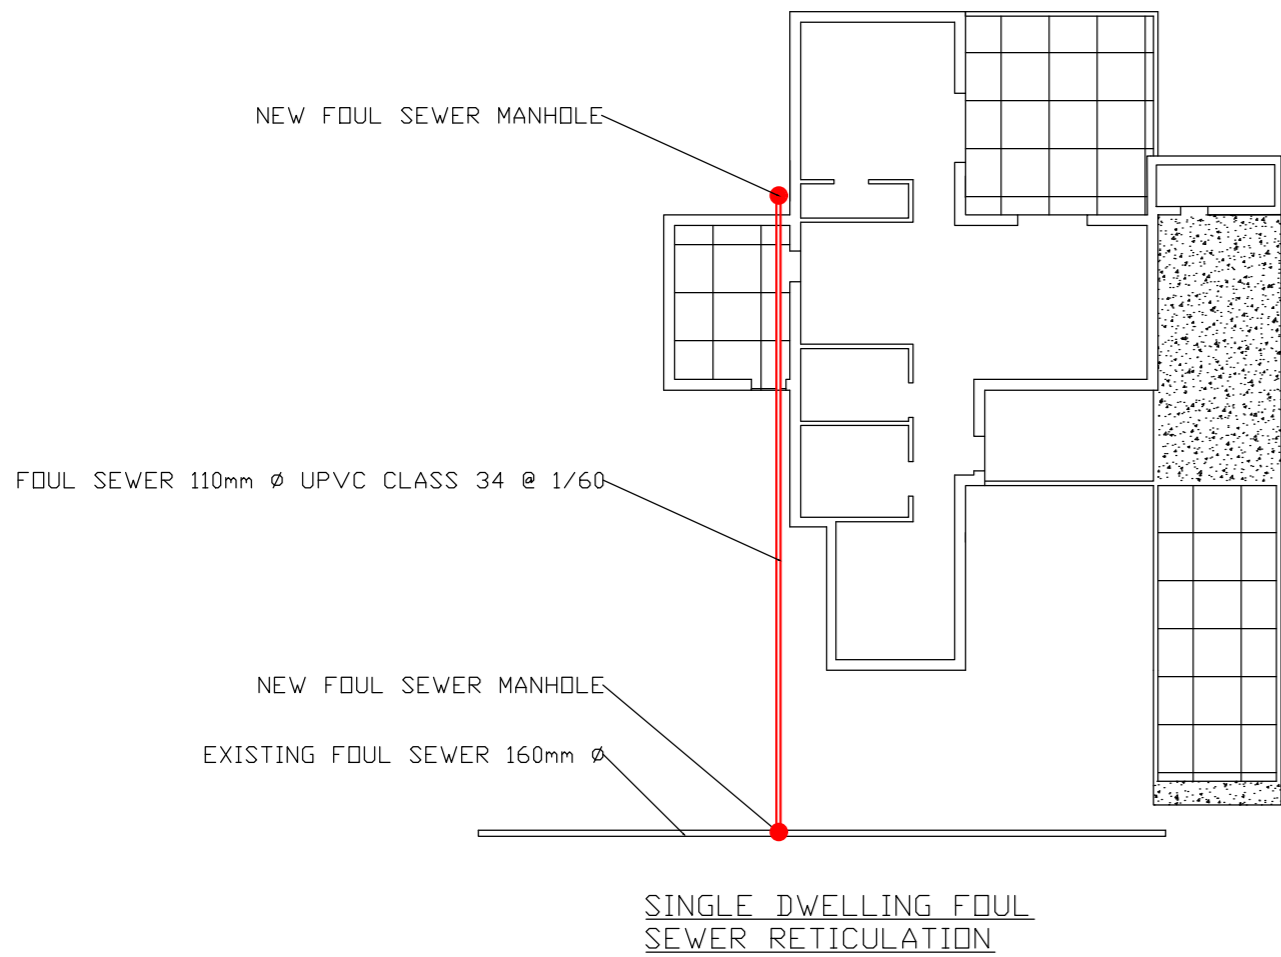 NEW FOUL SEWER MANHOLE
FOUL SEWER 110mm Ø UPVC CLASS 34 @ 1/60
NEW FOUL SEWER MANHOLE
EXISTING FOUL SEWER 160mm Ø
SINGLE DWELLING FOUL
SEWER RETICULATION